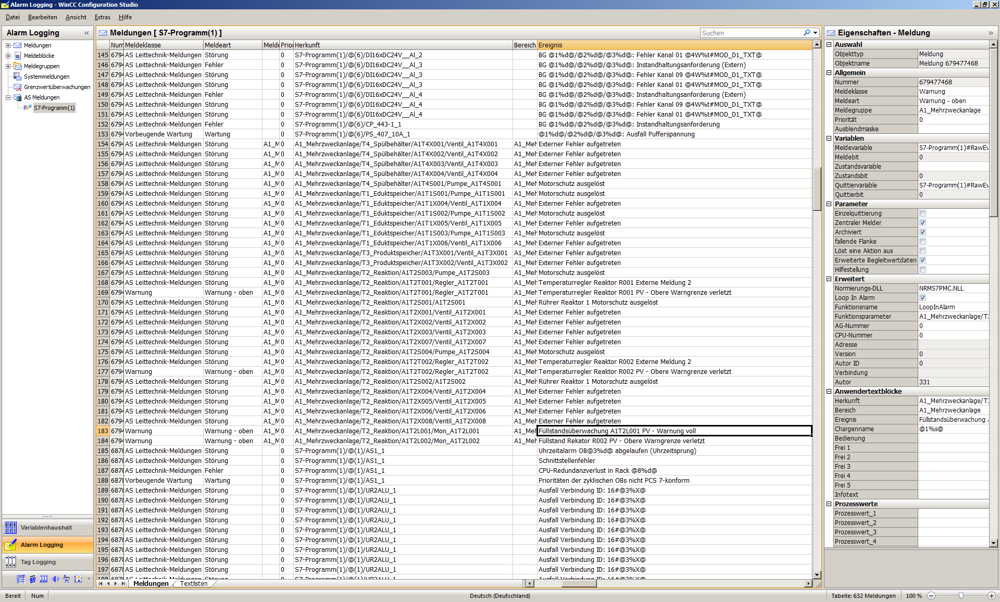 Alarm Logging - WinCC Configuration Studio
Datei Bearbeiten Ansicht Extras Hilfe
Alarm Logging «
Meldungen
Meldeblöcke
Meldegruppen
Systemmeldungen
Grenzwertüberwachungen
AS Meldungen
S7-Programm(1)
Variablenhaushalt
Alarm Logging
Tag Logging
Meldungen [ S7-Programm(1) ] Suchen
Num Meldeklasse Meldeart Melde Prior Herkunft Bereich Ereignis
145 6794 AS Leittechnik-Meldungen Störung 0 S7-Programm(1)/@(6)/DI16xDC24V__Al_2 BG @1%d@/@2%d@/@3%d@: Fehler Kanal 01 @4W%t#MOD_D1_TXT@
146 6794 AS Leittechnik-Meldungen Fehler 0 S7-Programm(1)/@(6)/DI16xDC24V__Al_3 BG @1%d@/@2%d@/@3%d@: Instandhaltungsanforderung (Extern)
147 6794 AS Leittechnik-Meldungen Störung 0 S7-Programm(1)/@(6)/DI16xDC24V__Al_3 BG @1%d@/@2%d@/@3%d@: Fehler Kanal 09 @4W%t#MOD_D1_TXT@
148 6794 AS Leittechnik-Meldungen Störung 0 S7-Programm(1)/@(6)/DI16xDC24V__Al_3 BG @1%d@/@2%d@/@3%d@: Fehler Kanal 01 @4W%t#MOD_D1_TXT@
149 6794 AS Leittechnik-Meldungen Fehler 0 S7-Programm(1)/@(6)/DI16xDC24V__Al_4 BG @1%d@/@2%d@/@3%d@: Instandhaltungsanforderung (Extern)
150 6794 AS Leittechnik-Meldungen Störung 0 S7-Programm(1)/@(6)/DI16xDC24V__Al_4 BG @1%d@/@2%d@/@3%d@: Fehler Kanal 09 @4W%t#MOD_D1_TXT@
151 6794 AS Leittechnik-Meldungen Störung 0 S7-Programm(1)/@(6)/DI16xDC24V__Al_4 BG @1%d@/@2%d@/@3%d@: Fehler Kanal 01 @4W%t#MOD_D1_TXT@
152 6794 AS Leittechnik-Meldungen Fehler 0 S7-Programm(1)/@(6)/CP_443-1_1 BG @1%d@/@2%d@/@3%d@: Instandhaltungsanforderung
153 6794 Vorbeugende Wartung Wartung 0 S7-Programm(1)/@(6)/PS_407_10A_1 @1%d@/@2%d@/@3%d@: Ausfall Pufferspannung
154 6794 AS Leittechnik-Meldungen Störung A1_M 0 A1_Mehrzweckanlage/T4_Spülbehälter/A1T4X001/Ventil_A1T4X001 A1_Meh Externer Fehler aufgetreten
155 6794 AS Leittechnik-Meldungen Störung A1_M 0 A1_Mehrzweckanlage/T4_Spülbehälter/A1T4X002/Ventil_A1T4X002 A1_Meh Externer Fehler aufgetreten
156 6794 AS Leittechnik-Meldungen Störung A1_M 0 A1_Mehrzweckanlage/T4_Spülbehälter/A1T4X003/Ventil_A1T4X003 A1_Meh Externer Fehler aufgetreten
157 6794 AS Leittechnik-Meldungen Störung A1_M 0 A1_Mehrzweckanlage/T4_Spülbehälter/A1T4X004/Ventil_A1T4X004 A1_Meh Externer Fehler aufgetreten
158 6794 AS Leittechnik-Meldungen Störung A1_M 0 A1_Mehrzweckanlage/T4_Spülbehälter/A1T4S001/Pumpe_A1T4S001 A1_Meh Motorschutz ausgelöst
159 6794 AS Leittechnik-Meldungen Störung A1_M 0 A1_Mehrzweckanlage/T1_Eduktspeicher/A1T1S001/Pumpe_A1T1S001 A1_Meh Motorschutz ausgelöst
160 6794 AS Leittechnik-Meldungen Störung A1_M 0 A1_Mehrzweckanlage/T1_Eduktspeicher/A1T1X004/Ventil_A1T1X004 A1_Meh Externer Fehler aufgetreten
161 6794 AS Leittechnik-Meldungen Störung A1_M 0 A1_Mehrzweckanlage/T1_Eduktspeicher/A1T1S002/Pumpe_A1T1S002 A1_Meh Motorschutz ausgelöst
162 6794 AS Leittechnik-Meldungen Störung A1_M 0 A1_Mehrzweckanlage/T1_Eduktspeicher/A1T1X005/Ventil_A1T1X005 A1_Meh Externer Fehler aufgetreten
163 6794 AS Leittechnik-Meldungen Störung A1_M 0 A1_Mehrzweckanlage/T1_Eduktspeicher/A1T1S003/Pumpe_A1T1S003 A1_Meh Motorschutz ausgelöst
164 6794 AS Leittechnik-Meldungen Störung A1_M 0 A1_Mehrzweckanlage/T1_Eduktspeicher/A1T1X006/Ventil_A1T1X006 A1_Meh Externer Fehler aufgetreten
165 6794 AS Leittechnik-Meldungen Störung A1_M 0 A1_Mehrzweckanlage/T3_Produktspeicher/A1T3X001/Ventil_A1T3X001 A1_Meh Externer Fehler aufgetreten
166 6794 AS Leittechnik-Meldungen Störung A1_M 0 A1_Mehrzweckanlage/T3_Produktspeicher/A1T3X002/Ventil_A1T3X002 A1_Meh Externer Fehler aufgetreten
167 6794 AS Leittechnik-Meldungen Störung A1_M 0 A1_Mehrzweckanlage/T2_Reaktion/A1T2S003/Pumpe_A1T2S003 A1_Meh Motorschutz ausgelöst
168 6794 AS Leittechnik-Meldungen Störung A1_M 0 A1_Mehrzweckanlage/T2_Reaktion/A1T2T001/Regler_A1T2T001 A1_Meh Temperaturregler Reaktor R001 Externe Meldung 2
169 6794 Warnung Warnung - oben A1_M 0 A1_Mehrzweckanlage/T2_Reaktion/A1T2T001/Regler_A1T2T001 A1_Meh Temperaturregler Reaktor R001 PV - Obere Warngrenze verletzt
170 6794 AS Leittechnik-Meldungen Störung A1_M 0 A1_Mehrzweckanlage/T2_Reaktion/A1T2S001/A1T2S001 A1_Meh Rührer Reaktor 1 Motorschutz ausgelöst
171 6794 AS Leittechnik-Meldungen Störung A1_M 0 A1_Mehrzweckanlage/T2_Reaktion/A1T2X001/Ventil_A1T2X001 A1_Meh Externer Fehler aufgetreten
172 6794 AS Leittechnik-Meldungen Störung A1_M 0 A1_Mehrzweckanlage/T2_Reaktion/A1T2X002/Ventil_A1T2X002 A1_Meh Externer Fehler aufgetreten
173 6794 AS Leittechnik-Meldungen Störung A1_M 0 A1_Mehrzweckanlage/T2_Reaktion/A1T2X003/Ventil_A1T2X003 A1_Meh Externer Fehler aufgetreten
174 6794 AS Leittechnik-Meldungen Störung A1_M 0 A1_Mehrzweckanlage/T2_Reaktion/A1T2X007/Ventil_A1T2X007 A1_Meh Externer Fehler aufgetreten
175 6794 AS Leittechnik-Meldungen Störung A1_M 0 A1_Mehrzweckanlage/T2_Reaktion/A1T2S004/Pumpe_A1T2S004 A1_Meh Motorschutz ausgelöst
176 6794 AS Leittechnik-Meldungen Störung A1_M 0 A1_Mehrzweckanlage/T2_Reaktion/A1T2T002/Regler_A1T2T002 A1_Meh Temperaturregler Reaktor R002 Externe Meldung 2
177 6794 Warnung Warnung - oben A1_M 0 A1_Mehrzweckanlage/T2_Reaktion/A1T2T002/Regler_A1T2T002 A1_Meh Temperaturregler Reaktor R002 PV - Obere Warngrenze verletzt
178 6794 AS Leittechnik-Meldungen Störung A1_M 0 A1_Mehrzweckanlage/T2_Reaktion/A1T2S002/A1T2S002 A1_Meh Rührer Reaktor 1 Motorschutz ausgelöst
179 6794 AS Leittechnik-Meldungen Störung A1_M 0 A1_Mehrzweckanlage/T2_Reaktion/A1T2X004/Ventil_A1T2X004 A1_Meh Externer Fehler aufgetreten
180 6794 AS Leittechnik-Meldungen Störung A1_M 0 A1_Mehrzweckanlage/T2_Reaktion/A1T2X005/Ventil_A1T2X005 A1_Meh Externer Fehler aufgetreten
181 6794 AS Leittechnik-Meldungen Störung A1_M 0 A1_Mehrzweckanlage/T2_Reaktion/A1T2X006/Ventil_A1T2X006 A1_Meh Externer Fehler aufgetreten
182 6794 AS Leittechnik-Meldungen Störung A1_M 0 A1_Mehrzweckanlage/T2_Reaktion/A1T2X008/Ventil_A1T2X008 A1_Meh Externer Fehler aufgetreten
183 6794 Warnung Warnung - oben A1_M 0 A1_Mehrzweckanlage/T2_Reaktion/A1T2L001/Mon_A1T2L001 A1_Meh Füllstandsüberwachung A1T2L001 PV - Warnung voll
184 6794 Warnung Warnung - oben A1_M 0 A1_Mehrzweckanlage/T2_Reaktion/A1T2L002/Mon_A1T2L002 A1_Meh Füllstand Rekator R002 PV - Obere Warngrenze verletzt
185 6878 AS Leittechnik-Meldungen Störung 0 S7-Programm(1)/@(1)/AS1_1 Uhrzeitalarm OB@3%d@ abgelaufen (Uhrzeitsprung)
186 6878 AS Leittechnik-Meldungen Störung 0 S7-Programm(1)/@(1)/AS1_1 Schnittstellenfehler
187 6878 AS Leittechnik-Meldungen Fehler 0 S7-Programm(1)/@(1)/AS1_1 CPU-Redundanzverlust in Rack @8%d@
188 6878 Vorbeugende Wartung Wartung 0 S7-Programm(1)/@(1)/AS1_1 Prioritäten der zyklischen OBs nicht PCS 7-konform
189 6878 AS Leittechnik-Meldungen Störung 0 S7-Programm(1)/@(1)/UR2ALU_1 Ausfall Verbindung ID: 16#@3%X@
190 6878 AS Leittechnik-Meldungen Störung 0 S7-Programm(1)/@(1)/UR2ALU_1 Ausfall Verbindung ID: 16#@3%X@
191 6878 AS Leittechnik-Meldungen Störung 0 S7-Programm(1)/@(1)/UR2ALU_1 Ausfall Verbindung ID: 16#@3%X@
192 6878 AS Leittechnik-Meldungen Störung 0 S7-Programm(1)/@(1)/UR2ALU_1 Ausfall Verbindung ID: 16#@3%X@
193 6878 AS Leittechnik-Meldungen Störung 0 S7-Programm(1)/@(1)/UR2ALU_1 Ausfall Verbindung ID: 16#@3%X@
194 6878 AS Leittechnik-Meldungen Störung 0 S7-Programm(1)/@(1)/UR2ALU_1 Ausfall Verbindung ID: 16#@3%X@
195 6878 AS Leittechnik-Meldungen Störung 0 S7-Programm(1)/@(1)/UR2ALU_1 Ausfall Verbindung ID: 16#@3%X@
196 6878 AS Leittechnik-Meldungen Störung 0 S7-Programm(1)/@(1)/UR2ALU_1 Ausfall Verbindung ID: 16#@3%X@
197 6878 AS Leittechnik-Meldungen Störung 0 S7-Programm(1)/@(1)/UR2ALU_1 Ausfall Verbindung ID: 16#@3%X@
Meldungen Textlisten
Eigenschaften - Meldung »
Auswahl
Objekttyp Meldung
Objektname Meldung 679477468
Allgemein
Nummer 679477468
Meldeklasse Warnung
Meldeart Warnung - oben
Meldegruppe A1_Mehrzweckanlage
Priorität 0
Ausblendmaske
Variablen
Meldevariable S7-Programm(1)#RawEv
Meldebit 0
Zustandsvariable
Zustandsbit 0
Quittiervariable S7-Programm(1)#RawEv
Quittierbit 0
Parameter
Einzelquittierung
Zentraler Melder
Archiviert
fallende Flanke
Löst eine Aktion aus
Erweiterte Begleitwertdaten
Hilfestellung
Erweitert
Normierungs-DLL NRMS7PMC.NLL
Loop In Alarm
Funktionsname LoopInAlarm
Funktionsparameter A1_Mehrzweckanlage/T2
AG-Nummer 0
CPU-Nummer 0
Adresse
Version 0
Autor ID 0
Verbindung
Autor 331
Anwendertextblöcke
Herkunft A1_Mehrzweckanlage/T2
Bereich A1_Mehrzweckanlage
Ereignis Füllstandsüberwachung
Chargenname @1%s@
Bedienung
Frei 1
Frei 2
Frei 3
Frei 4
Frei 5
Infotext
Prozesswerte
Prozesswert_1
Prozesswert_2
Prozesswert_3
Prozesswert_4
Bereit Num Deutsch (Deutschland) Tabelle: 632 Meldungen 100 %